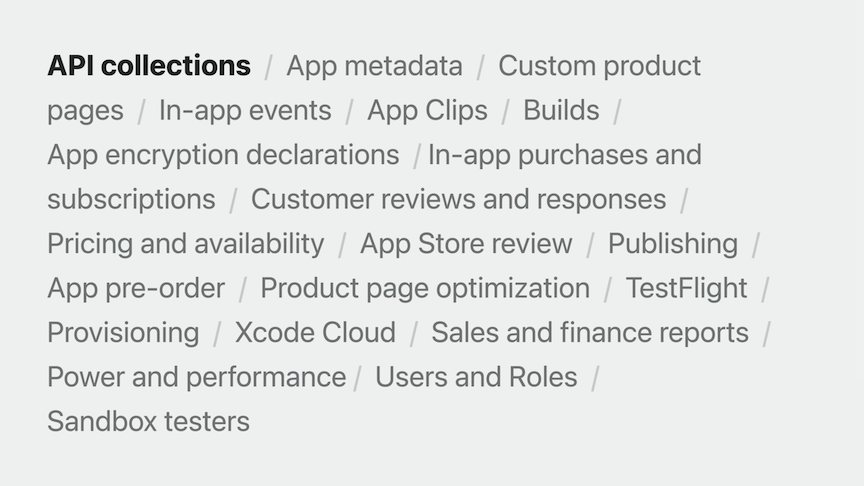 API collections / App metadata / Custom product
pages / In-app events / App Clips / Builds /
App encryption declarations / In-app purchases and
subscriptions / Customer reviews and responses /
Pricing and availability / App Store review / Publishing /
App pre-order / Product page optimization / TestFlight /
Provisioning / Xcode Cloud / Sales and finance reports /
Power and performance / Users and Roles /
Sandbox testers